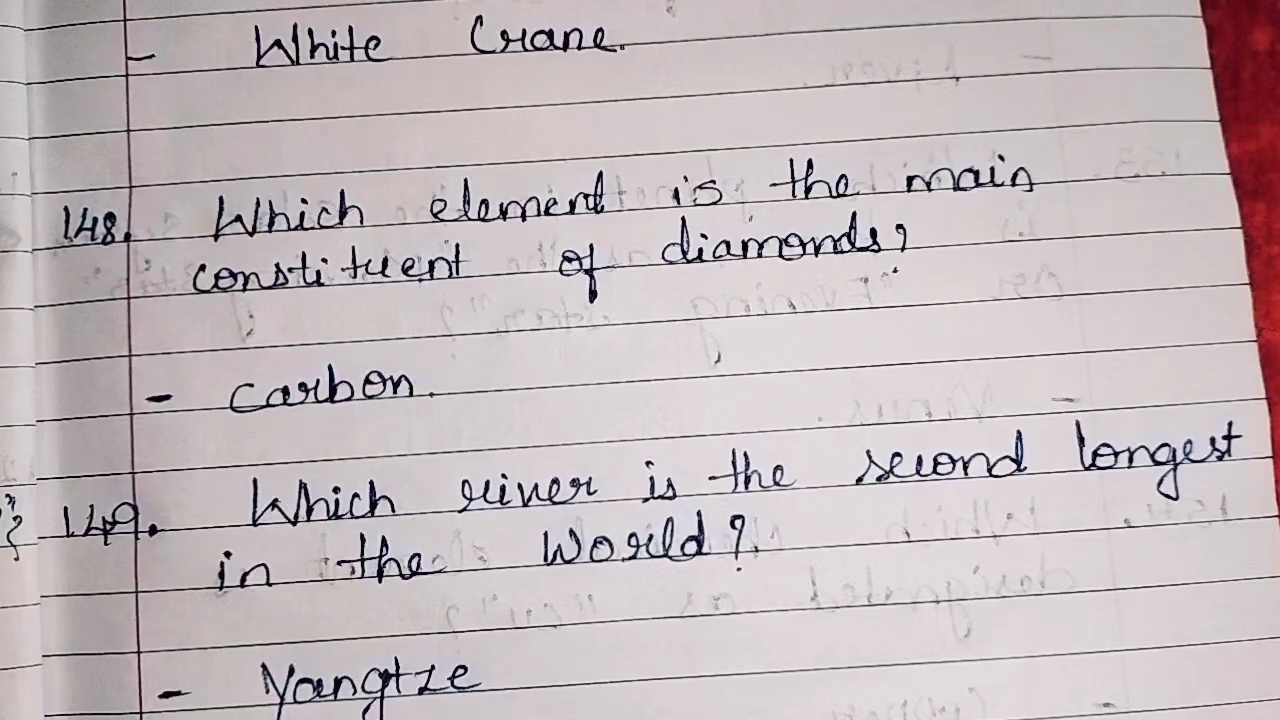 - White Crane.
148. Which element is the main
constituent of diamonds?
- Carbon.
149. Which river is the second longest
in the World?
- Yangtze